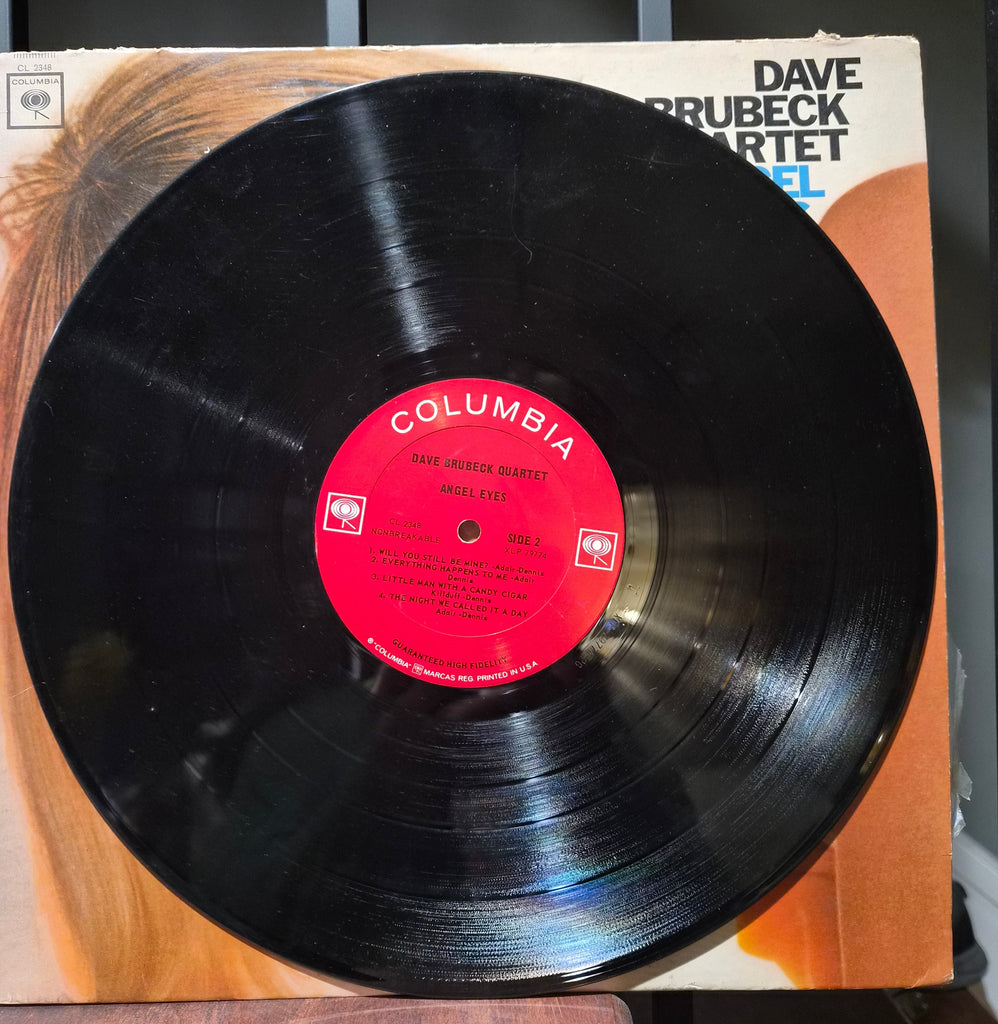 CL 2348
COLUMBIA
DAVE
BRUBECK
ARTET
EL
COLUMBIA
DAVE BRUBECK QUARTET
ANGEL EYES
CL 2348
NONBREAKABLE
SIDE 2
XLP 79724
1. WILL YOU STILL BE MINE? -Adair-Dennis
2. EVERYTHING HAPPENS TO ME -Adair
Dennis
3. LITTLE MAN WITH A CANDY CIGAR
Kilduff-Dennis
4. THE NIGHT WE CALLED IT A DAY
Adair-Dennis
GUARANTEED HIGH FIDELITY
® "COLUMBIA" MARCAS REG. PRINTED IN U.S.A